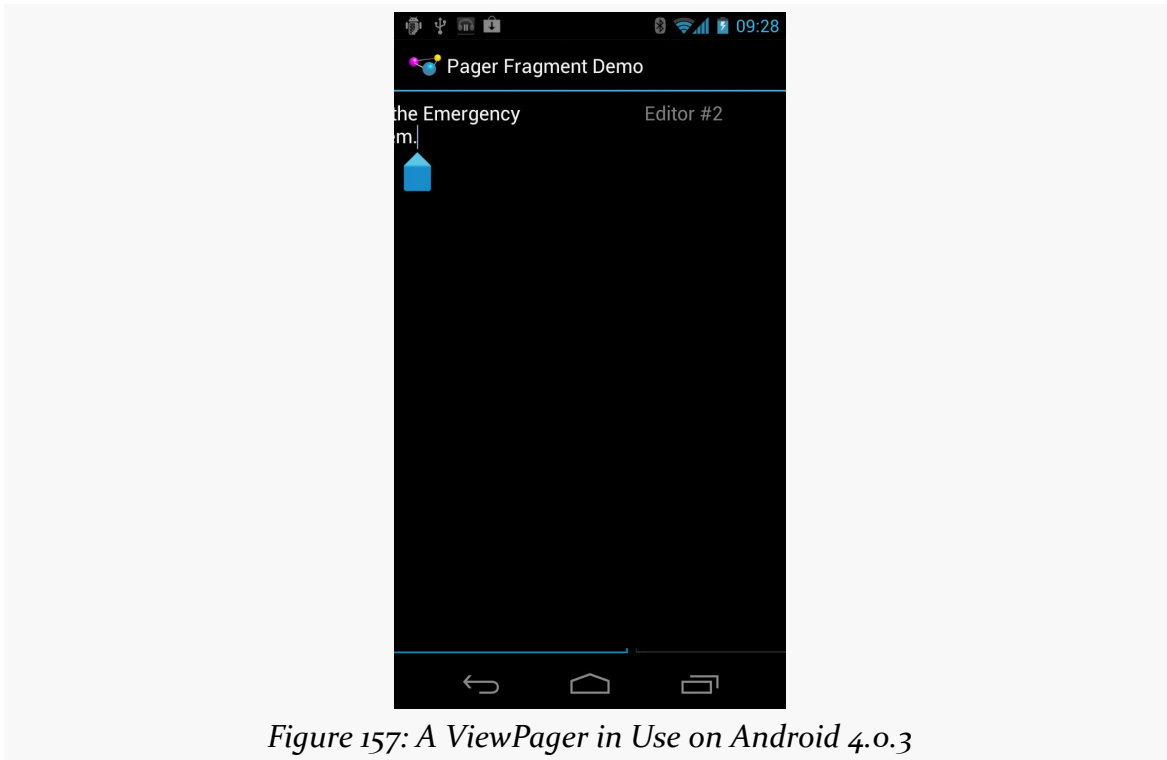 09:28
Pager Fragment Demo
the Emergency
em.
Editor #2
Figure 157: A ViewPager in Use on Android 4.0.3